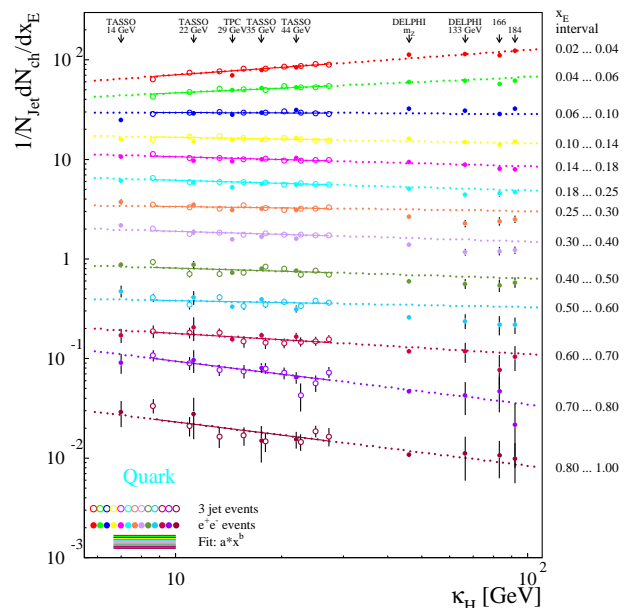 TASSO TASSO TPC TASSO TASSO DELPHI DELPHI 166 184
14 GeV 22 GeV 29 GeV 35 GeV 44 GeV m_Z 133 GeV
x_E
interval
1/N_Jet dN_ch/dx_E
10^2
10
1
10^-1
10^-2
10^-3
0.02 ... 0.04
0.04 ... 0.06
0.06 ... 0.10
0.10 ... 0.14
0.14 ... 0.18
0.18 ... 0.25
0.25 ... 0.30
0.30 ... 0.40
0.40 ... 0.50
0.50 ... 0.60
0.60 ... 0.70
0.70 ... 0.80
0.80 ... 1.00
Quark
3 jet events
e^+e^- events
Fit: a*x^b
10 10^2
κ_H [GeV]